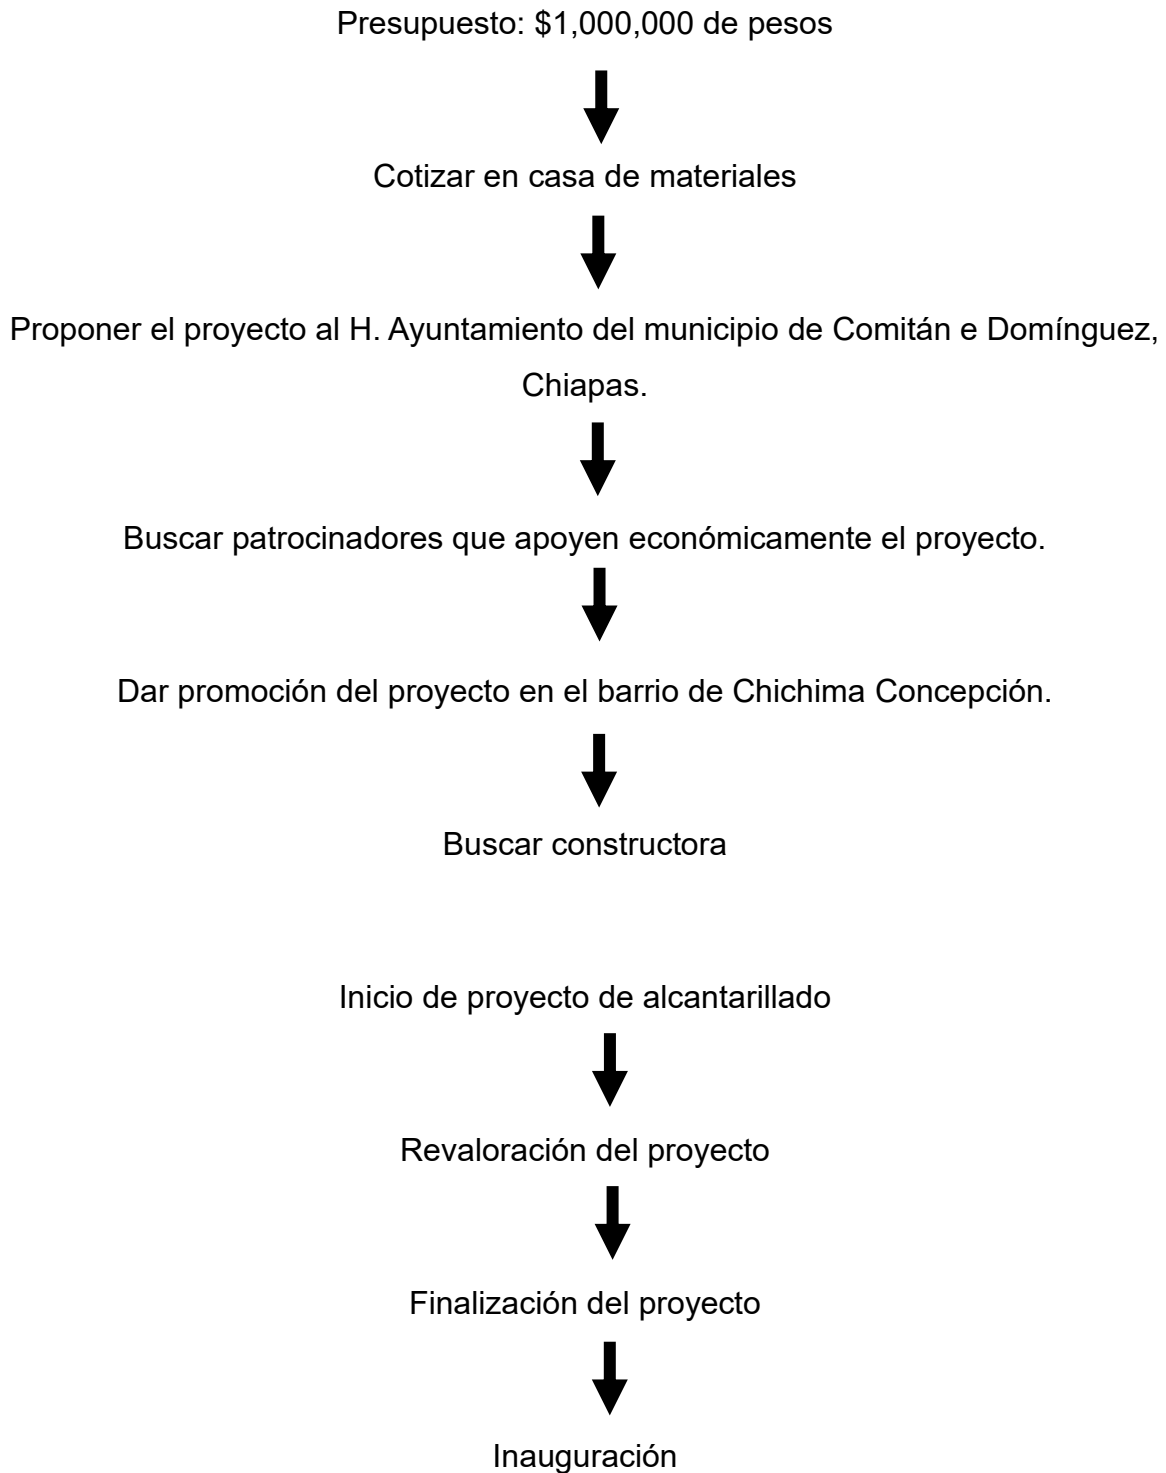 Presupuesto: $1,000,000 de pesos
Cotizar en casa de materiales
Proponer el proyecto al H. Ayuntamiento del municipio de Comitán e Domínguez,
Chiapas.
Buscar patrocinadores que apoyen económicamente el proyecto.
Dar promoción del proyecto en el barrio de Chichima Concepción.
Buscar constructora
Inicio de proyecto de alcantarillado
Revaloración del proyecto
Finalización del proyecto
Inauguración